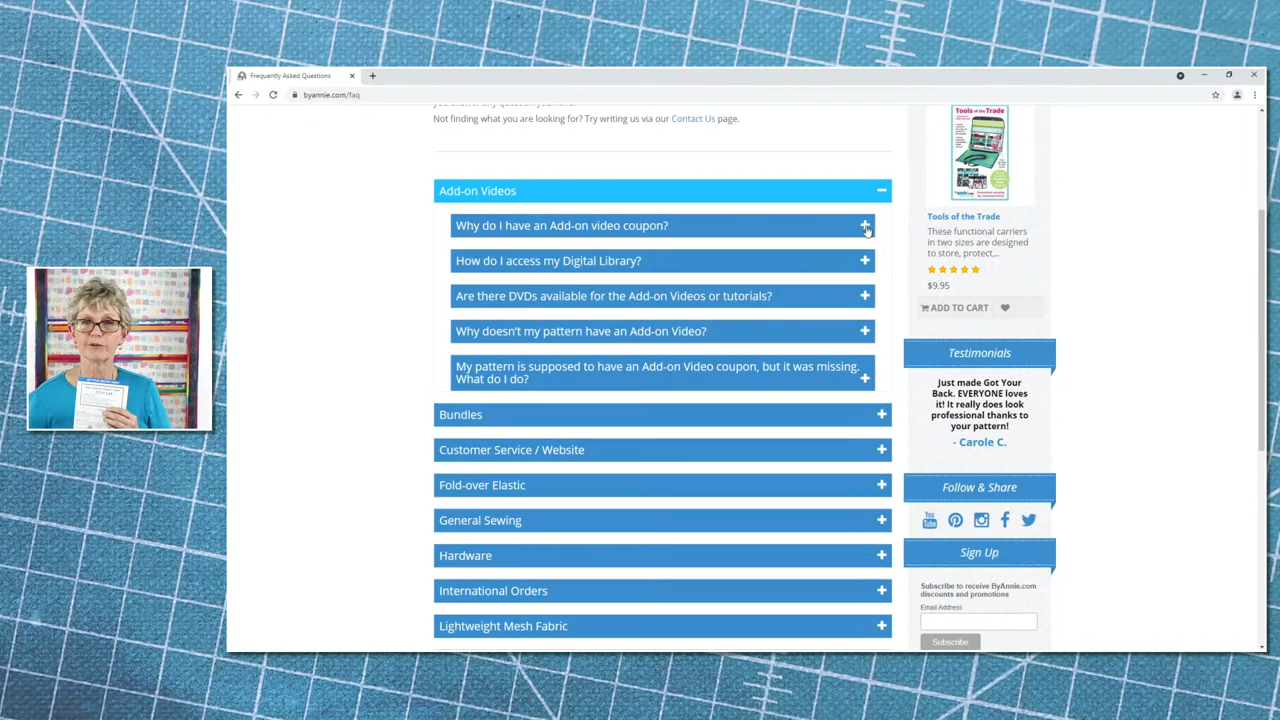 Frequently Asked Questions
byannie.com/faq
Not finding what you are looking for? Try writing us via our Contact Us page.
Add-on Videos
Why do I have an Add-on video coupon?
How do I access my Digital Library?
Are there DVDs available for the Add-on Videos or tutorials?
Why doesn't my pattern have an Add-on Video?
My pattern is supposed to have an Add-on Video coupon, but it was missing.
What do I do?
Bundles
Customer Service / Website
Fold-over Elastic
General Sewing
Hardware
International Orders
Lightweight Mesh Fabric
Tools of the Trade
Tools of the Trade
These functional carriers
in two sizes are designed
to store, protect,..
$9.95
ADD TO CART
Testimonials
Just made Got Your
Back. EVERYONE loves
it! It really does look
professional thanks to
your pattern!
- Carole C.
Follow & Share
You
Tube
Sign Up
Subscribe to receive ByAnnie.com
discounts and promotions
Email Address
Subscribe